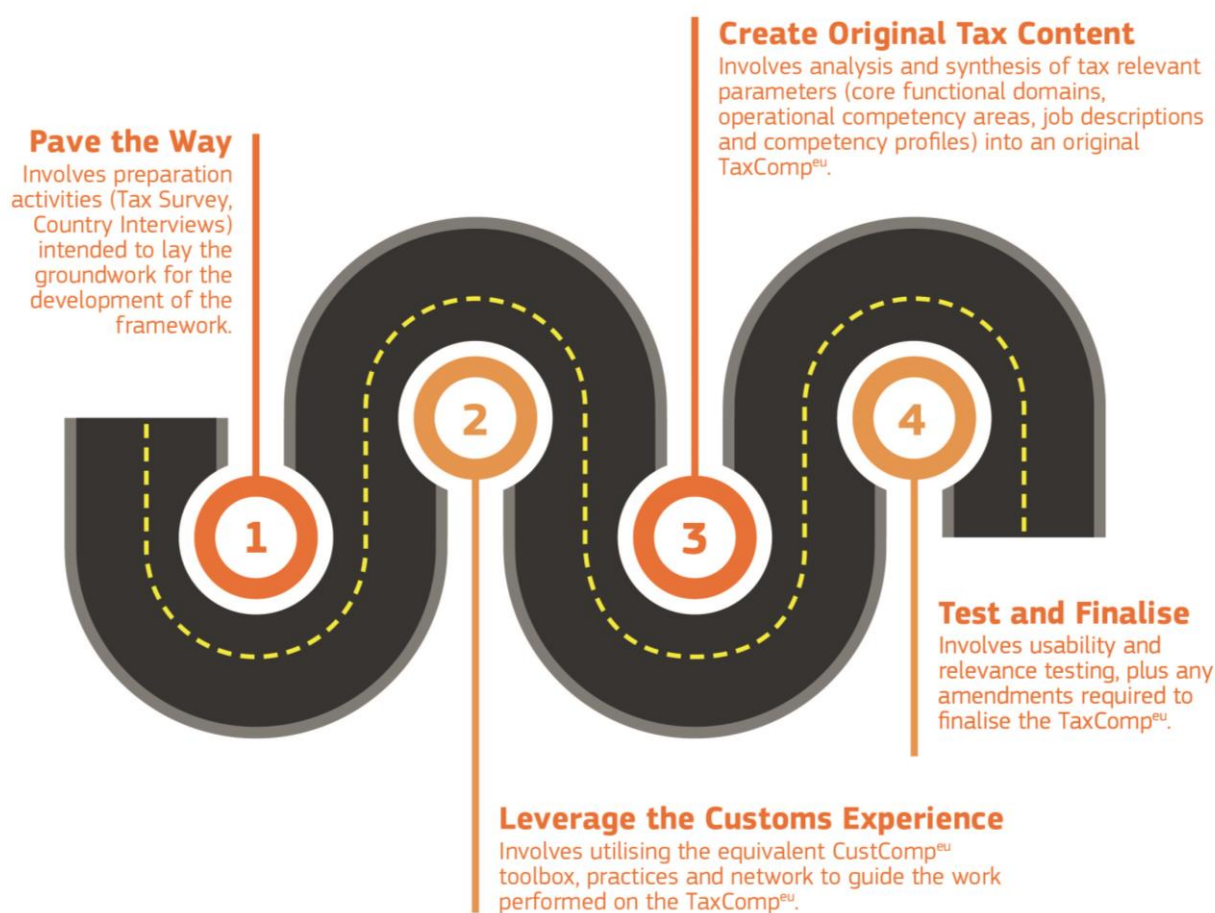 Pave the Way
Involves preparation
activities (Tax Survey,
Country Interviews)
intended to lay the
groundwork for the
development of the
framework.
1
Leverage the Customs Experience
Involves utilising the equivalent CustCompᵉᵘ
toolbox, practices and network to guide the work
performed on the TaxCompᵉᵘ.
2
Create Original Tax Content
Involves analysis and synthesis of tax relevant
parameters (core functional domains,
operational competency areas, job descriptions
and competency profiles) into an original
TaxCompᵉᵘ.
3
Test and Finalise
Involves usability and
relevance testing, plus any
amendments required to
finalise the TaxCompᵉᵘ.
4